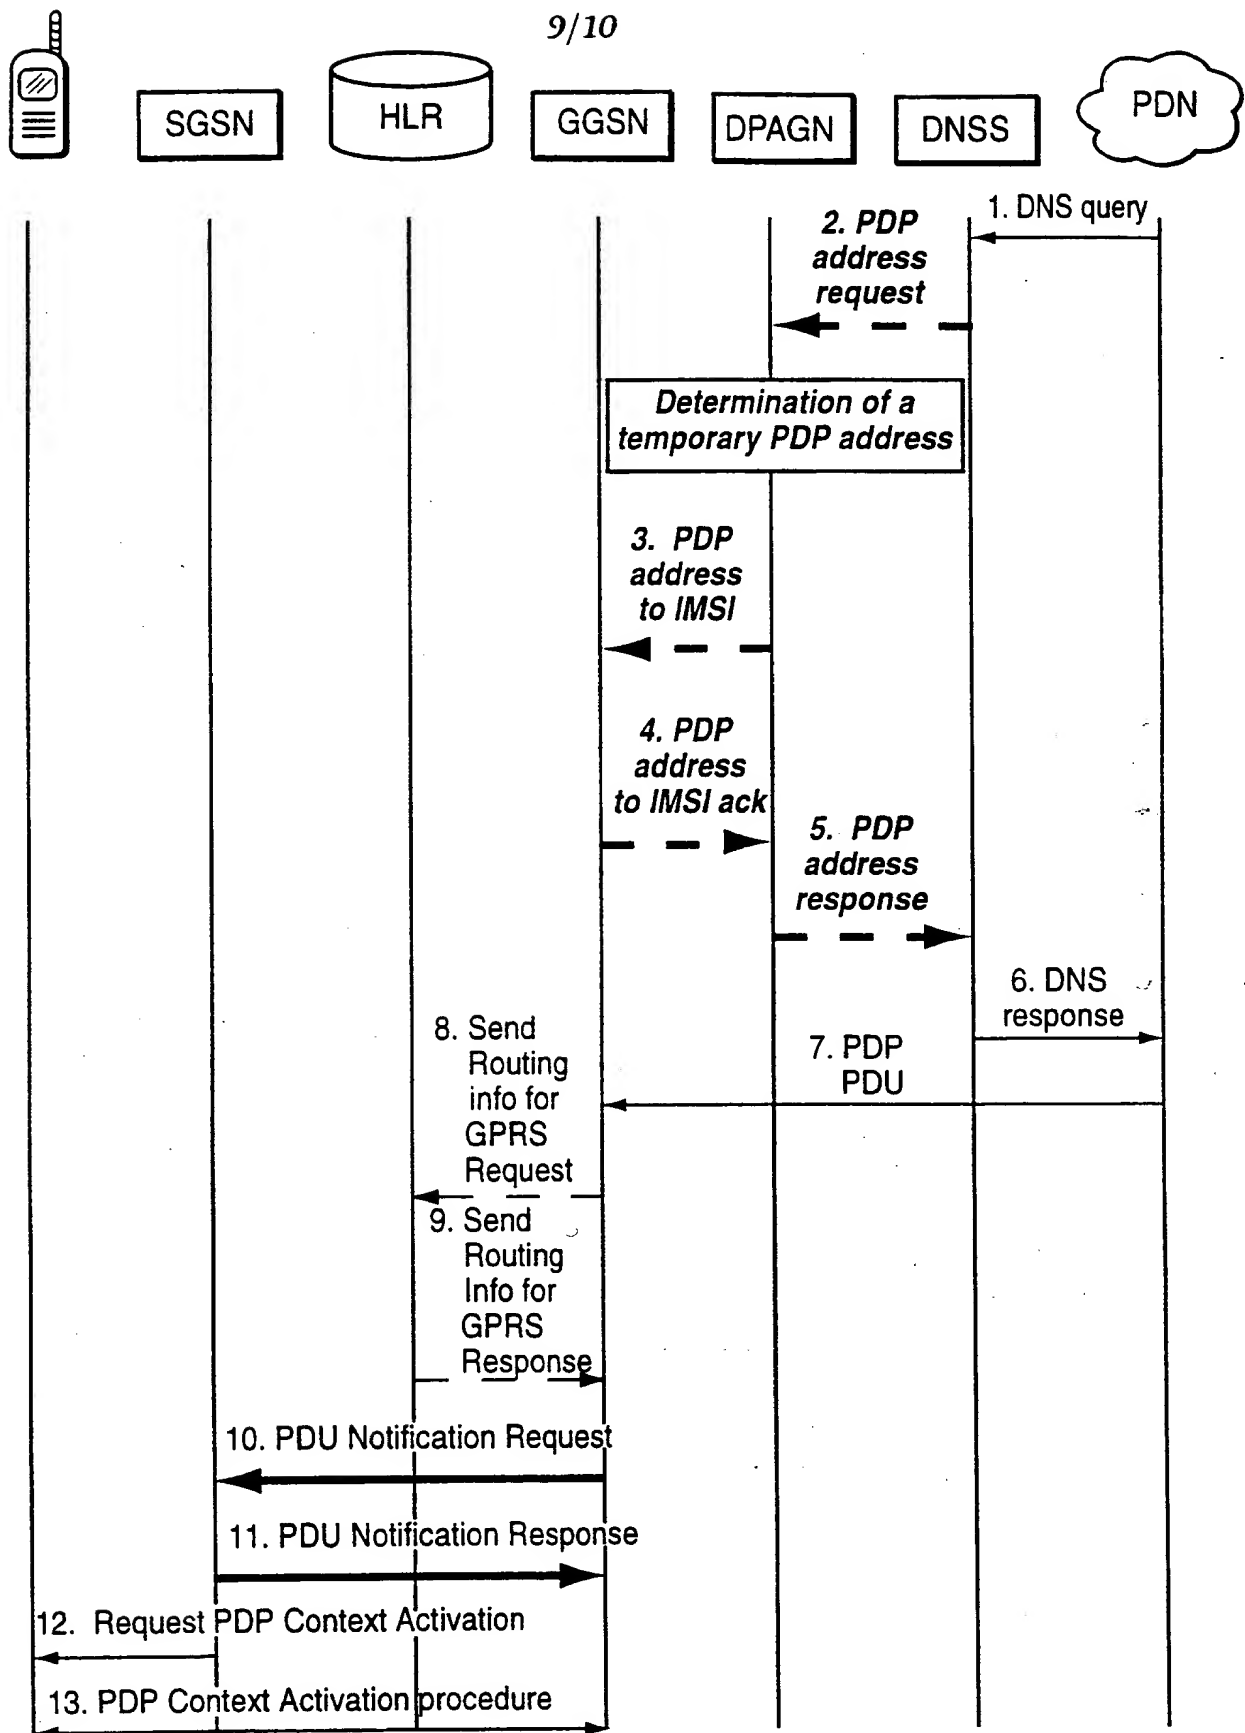 9/10
SGSN
HLR
GGSN
DPAGN
DNSS
PDN
1. DNS query
2. PDP
address
request
Determination of a
temporary PDP address
3. PDP
address
to IMSI
4. PDP
address
to IMSI ack
5. PDP
address
response
6. DNS
response
7. PDP
PDU
8. Send
Routing
info for
GPRS
Request
9. Send
Routing
Info for
GPRS
Response
10. PDU Notification Request
11. PDU Notification Response
12. Request PDP Context Activation
13. PDP Context Activation procedure